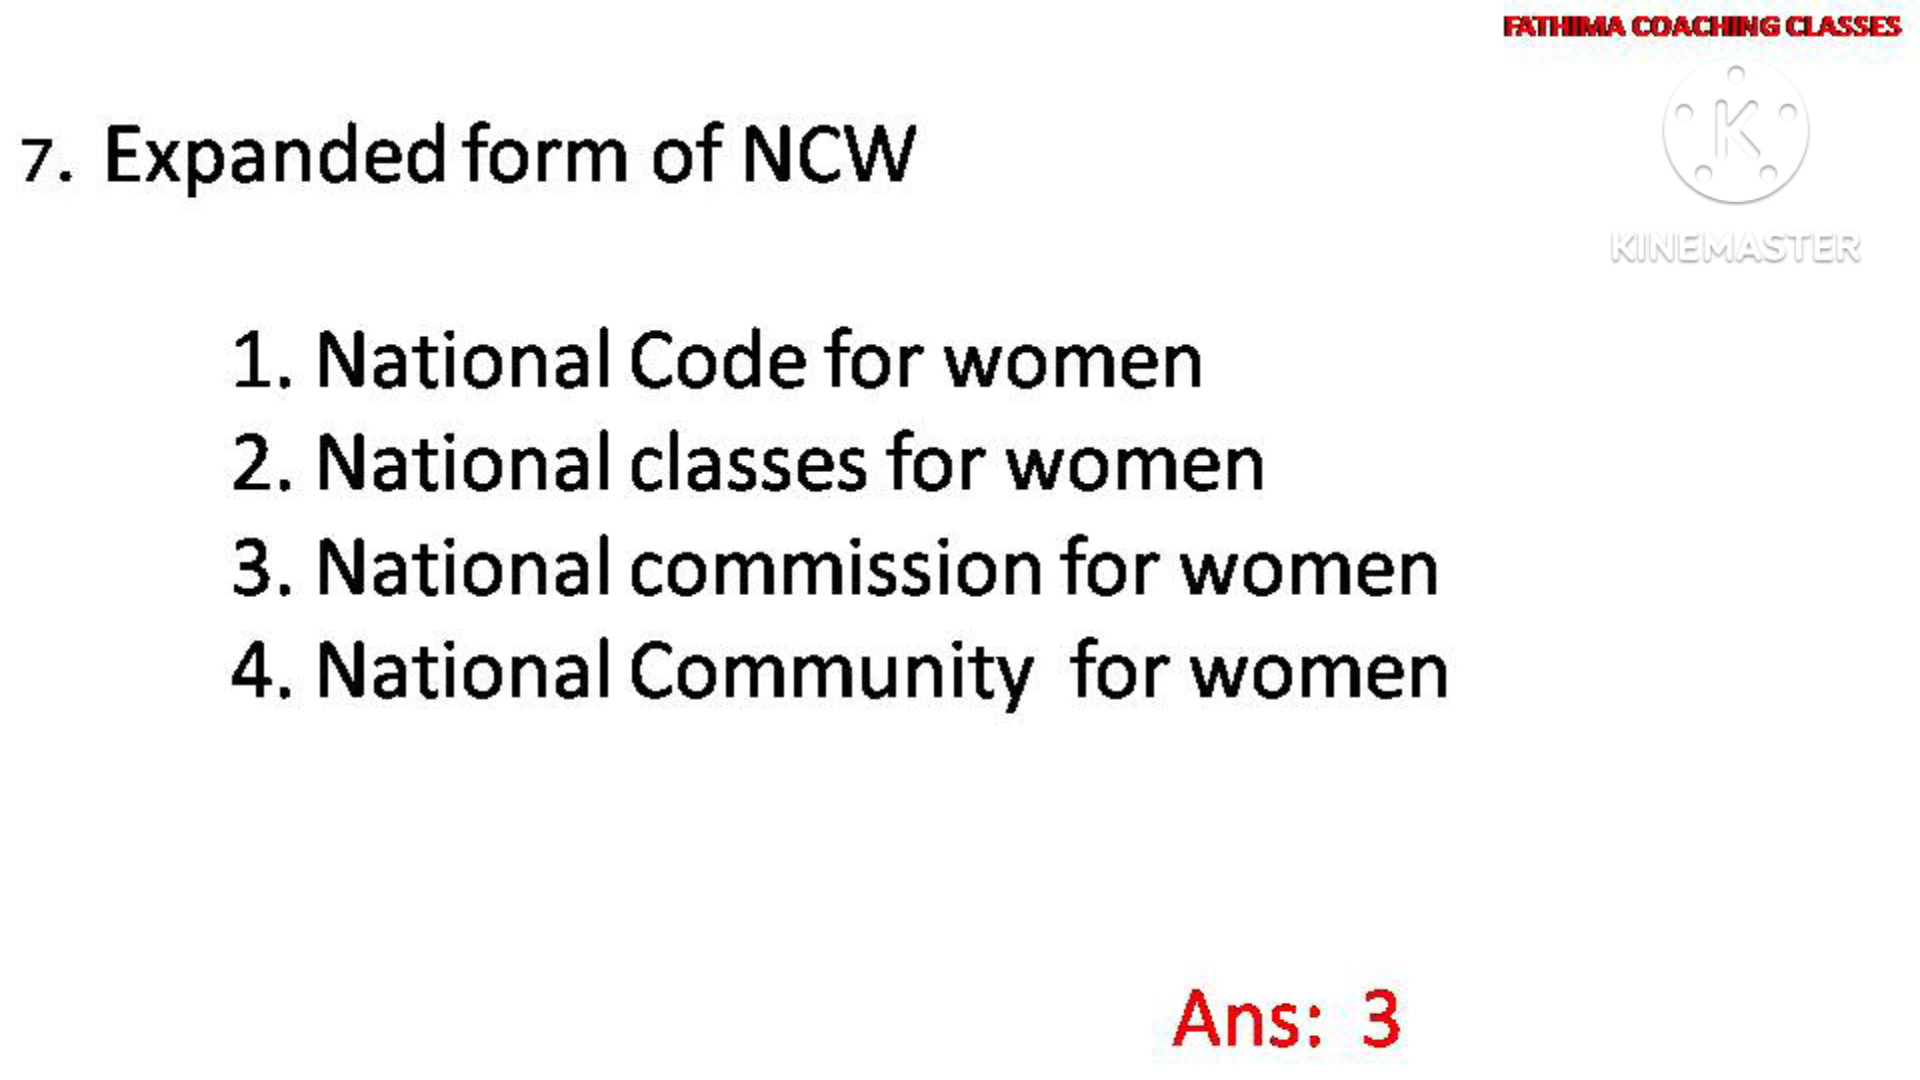 FATHIMA COACHING CLASSES
KINEMASTER
7. Expanded form of NCW
1. National Code for women
2. National classes for women
3. National commission for women
4. National Community for women
Ans: 3